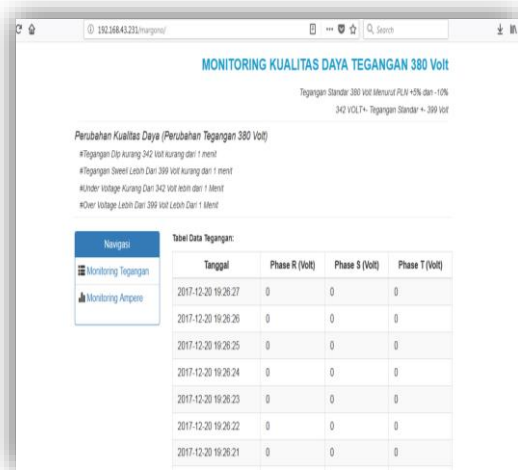 192.168.43.231/margono/
Search
MONITORING KUALITAS DAYA TEGANGAN 380 Volt
Tegangan Standar 380 Volt Menurut PLN +5% dan -10%
342 VOLT+- Tegangan Standar +- 399 Volt
Perubahan Kualitas Daya (Perubahan Tegangan 380 Volt)
#Tegangan Dip kurang 342 Volt kurang dari 1 menit
#Tegangan Sweell Lebih Dari 399 Volt kurang dari 1 menit
#Under Voltage Kurang Dari 342 Volt lebih dari 1 Menit
#Over Voltage Lebih Dari 399 Volt Lebih Dari 1 Menit
Navigasi
Monitoring Tegangan
Monitoring Ampere
Tabel Data Tegangan:
Tanggal Phase R (Volt) Phase S (Volt) Phase T (Volt)
2017-12-20 19:26:27 0 0 0
2017-12-20 19:26:26 0 0 0
2017-12-20 19:26:25 0 0 0
2017-12-20 19:26:24 0 0 0
2017-12-20 19:26:23 0 0 0
2017-12-20 19:26:22 0 0 0
2017-12-20 19:26:21 0 0 0